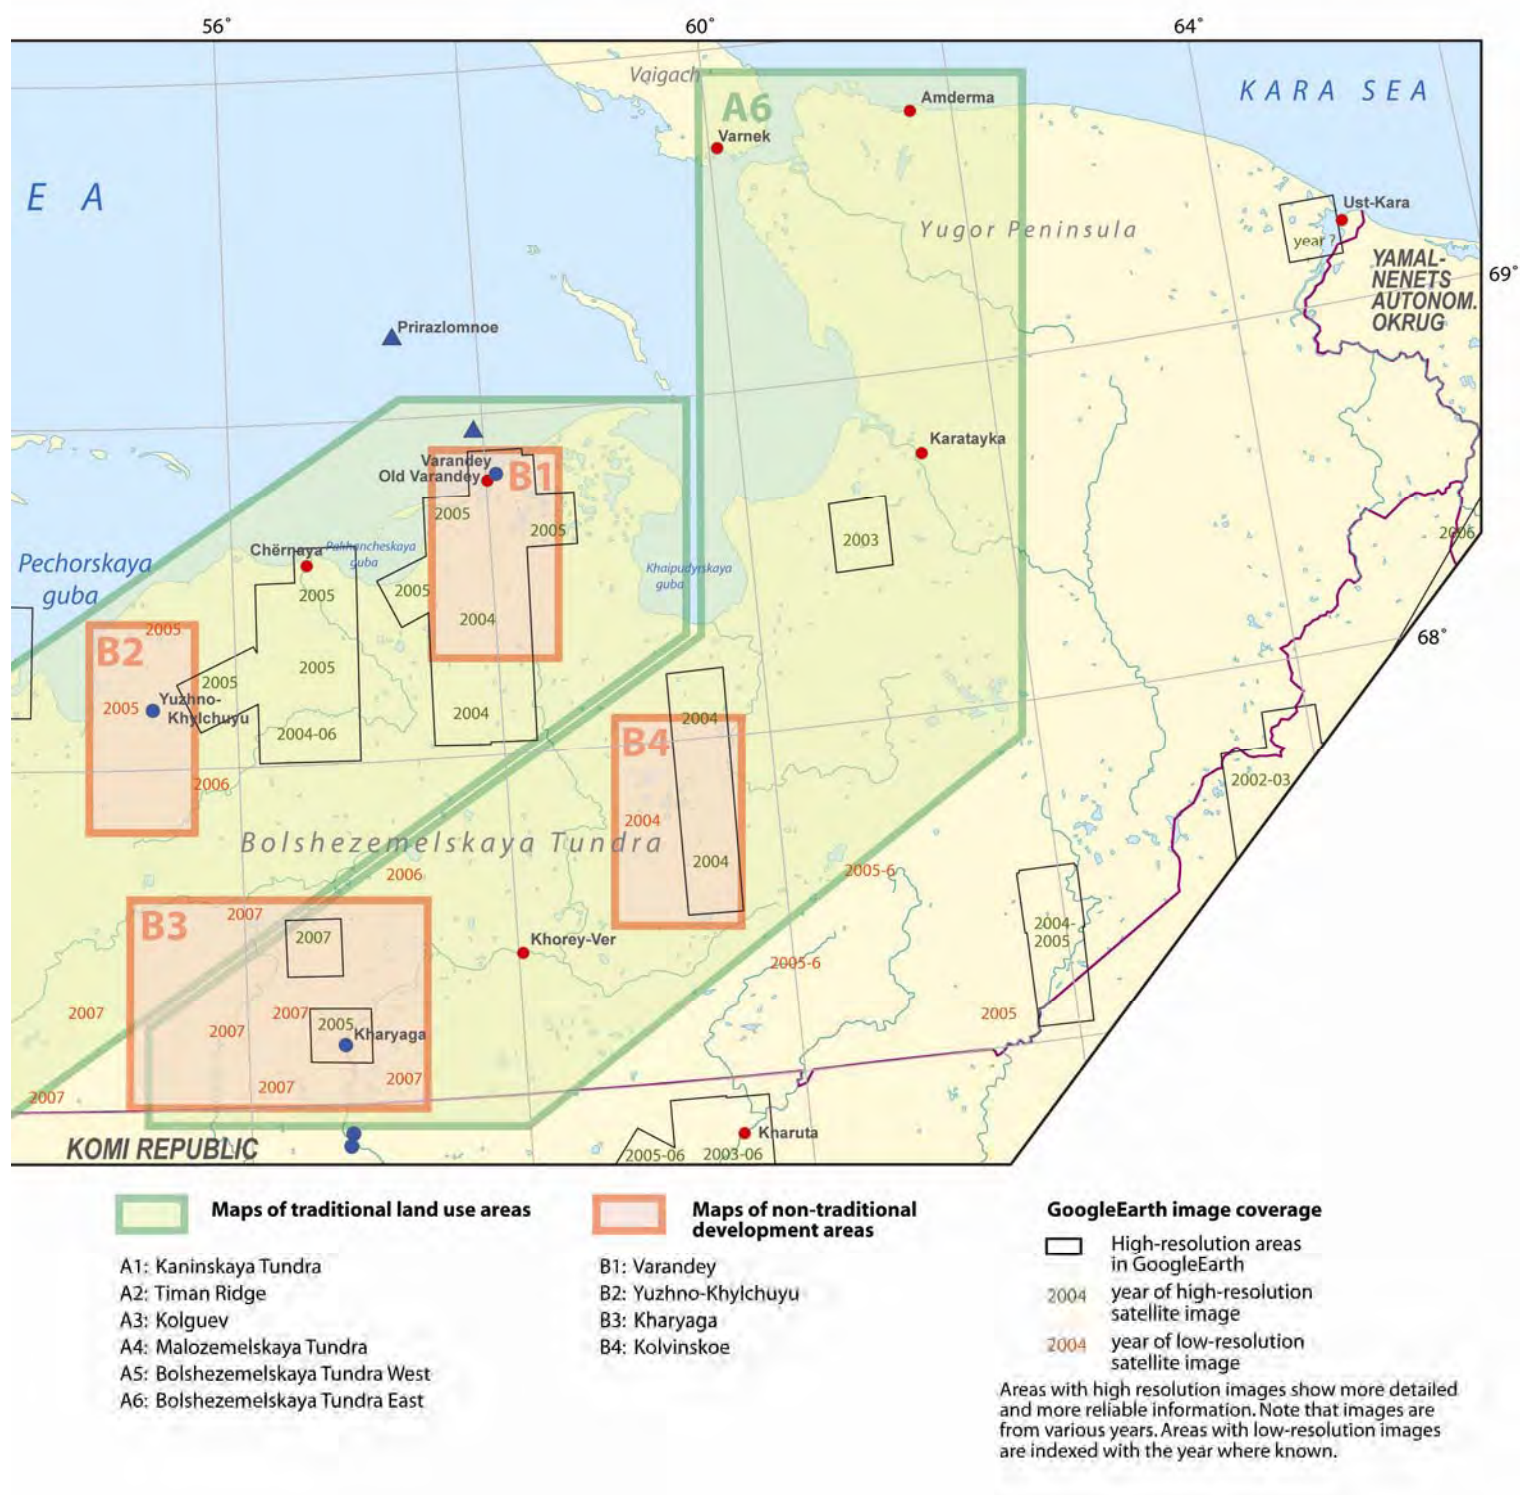 56°
60°
64°
Vaigach
KARA SEA
A6
Amderma
Varnek
E A
Ust-Kara
Yugor Peninsula
year ?
YAMAL-
NENETS
AUTONOM.
OKRUG
69°
Prirazlomnoe
Karatayka
Varandey
Old Varandey
B1
2005
2005
2003
2006
Chërnaya
Pakhancheskaya
guba
Pechorskaya
guba
Khaipudyrskaya
guba
2005
2005
2004
2005
B2
68°
2005
2005
2005
Yuzhno-
Khylchuyu
2004
2004
B4
2004-06
2006
2002-03
2004
Bolshezemelskaya Tundra
2004
2006
2005-6
B3
2007
2007
2004-
2005
Khorey-Ver
2005-6
2007
2007
2007
2005
2005
Kharyaga
2007
2007
2007
KOMI REPUBLIC
Kharuta
2005-06
2003-06
Maps of traditional land use areas
A1: Kaninskaya Tundra
A2: Timan Ridge
A3: Kolguev
A4: Malozemelskaya Tundra
A5: Bolshezemelskaya Tundra West
A6: Bolshezemelskaya Tundra East
Maps of non-traditional
development areas
B1: Varandey
B2: Yuzhno-Khylchuyu
B3: Kharyaga
B4: Kolvinskoe
GoogleEarth image coverage
High-resolution areas
in GoogleEarth
2004 year of high-resolution
satellite image
2004 year of low-resolution
satellite image
Areas with high resolution images show more detailed
and more reliable information. Note that images are
from various years. Areas with low-resolution images
are indexed with the year where known.